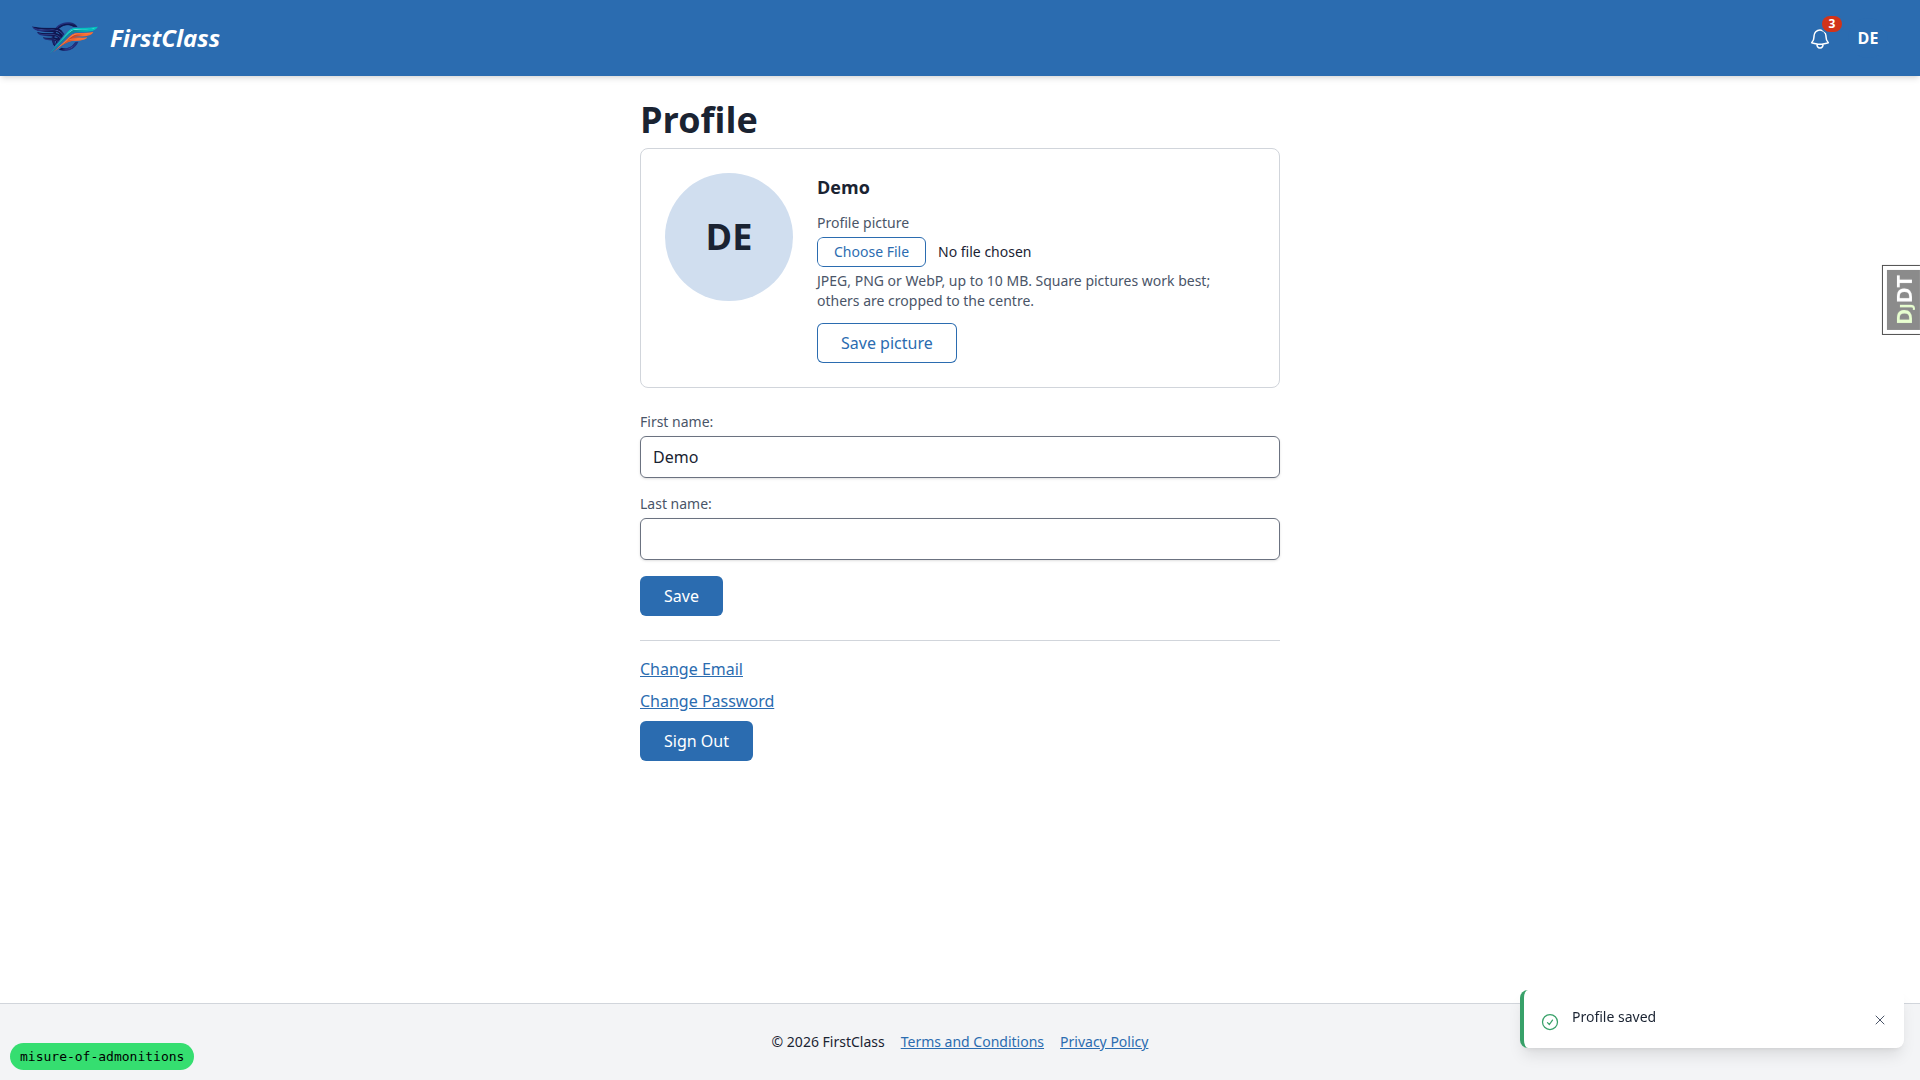 FirstClass
3
DE
Profile
DE
Demo
Profile picture
Choose File No file chosen
JPEG, PNG or WebP, up to 10 MB. Square pictures work best;
others are cropped to the centre.
Save picture
First name:
Demo
Last name:
Save
Change Email
Change Password
Sign Out
DJDT
Profile saved
© 2026 FirstClass Terms and Conditions Privacy Policy
misure-of-admonitions